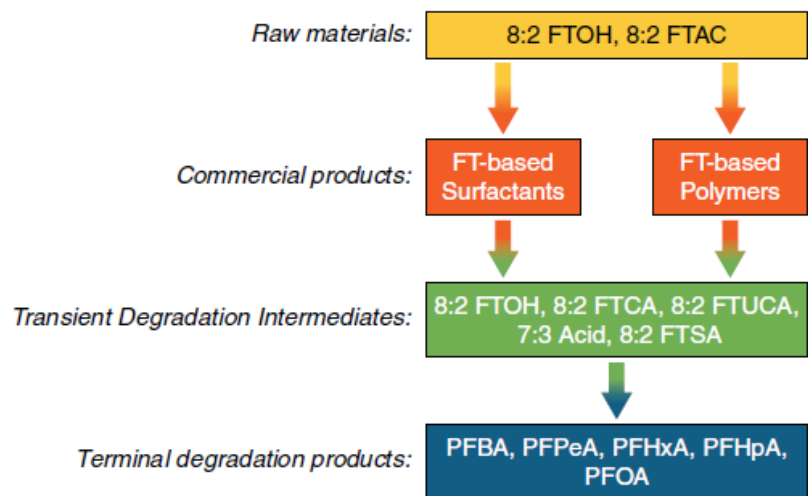 Raw materials:
8:2 FTOH, 8:2 FTAC
Commercial products:
FT-based
Surfactants
FT-based
Polymers
Transient Degradation Intermediates:
8:2 FTOH, 8:2 FTCA, 8:2 FTUCA,
7:3 Acid, 8:2 FTSA
Terminal degradation products:
PFBA, PFPeA, PFHxA, PFHpA,
PFOA